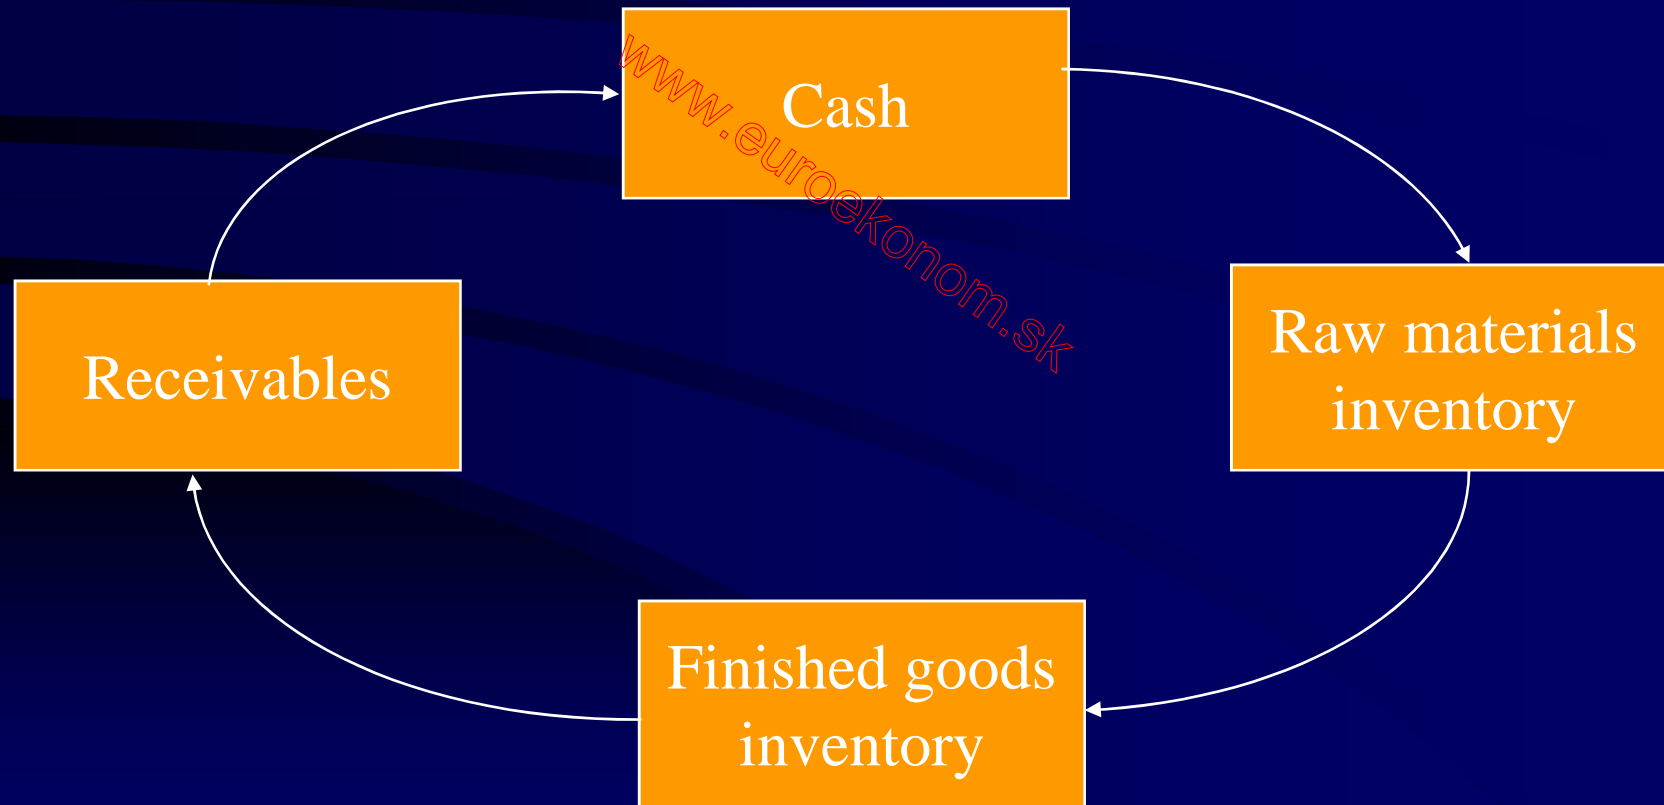 Cash
www.euroekonom.sk
Raw materials
inventory
Receivables
Finished goods
inventory